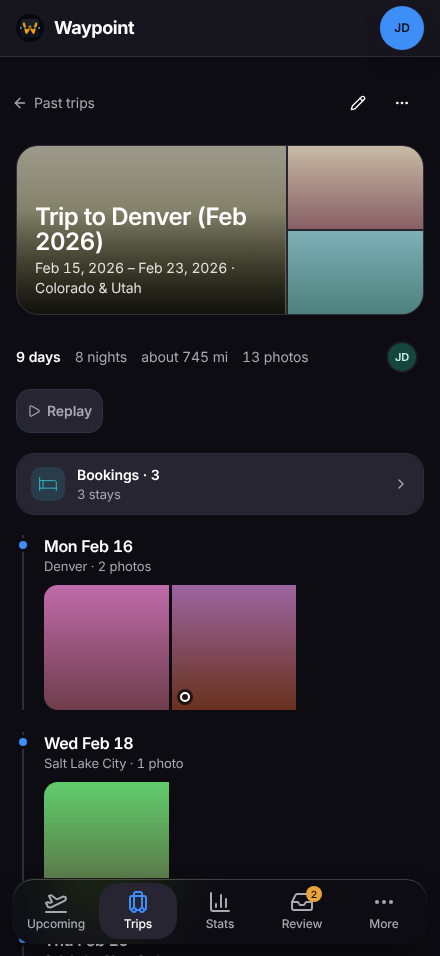 Waypoint
JD
Past trips
Trip to Denver (Feb
2026)
Feb 15, 2026 – Feb 23, 2026 ·
Colorado & Utah
9 days 8 nights about 745 mi 13 photos
JD
Replay
Bookings · 3
3 stays
Mon Feb 16
Denver · 2 photos
Wed Feb 18
Salt Lake City · 1 photo
2
Upcoming Trips Stats Review More